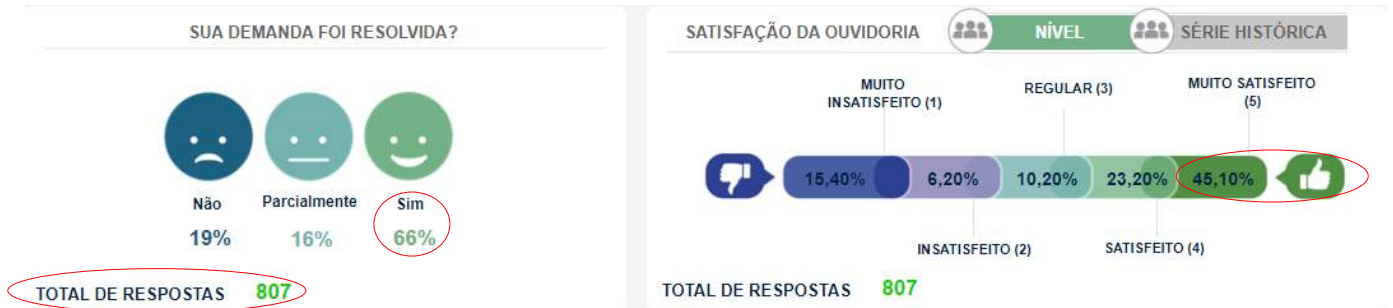 SUA DEMANDA FOI RESOLVIDA?
Não
Parcialmente
Sim
19%
16%
66%
TOTAL DE RESPOSTAS 807
SATISFAÇÃO DA OUVIDORIA
NÍVEL
SÉRIE HISTÓRICA
MUITO
INSATISFEITO (1)
REGULAR (3)
MUITO SATISFEITO
(5)
15,40%
6,20%
10,20%
23,20%
45,10%
INSATISFEITO (2)
SATISFEITO (4)
TOTAL DE RESPOSTAS 807